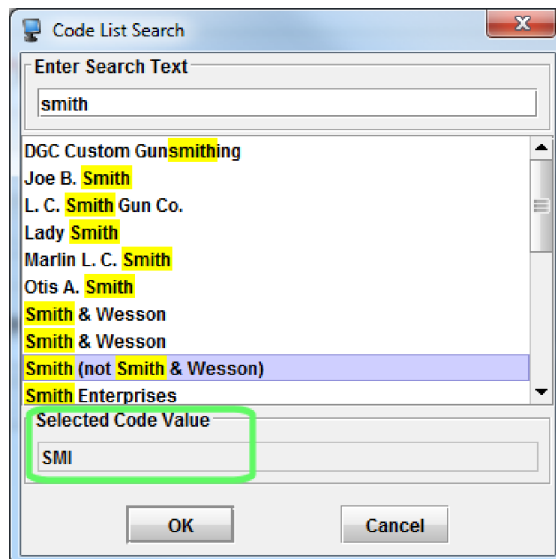 Code List Search
X
Enter Search Text
smith
DGC Custom Gunsmithing
Joe B. Smith
L. C. Smith Gun Co.
Lady Smith
Marlin L. C. Smith
Otis A. Smith
Smith & Wesson
Smith & Wesson
Smith (not Smith & Wesson)
Smith Enterprises
Selected Code Value
SMI
OK Cancel